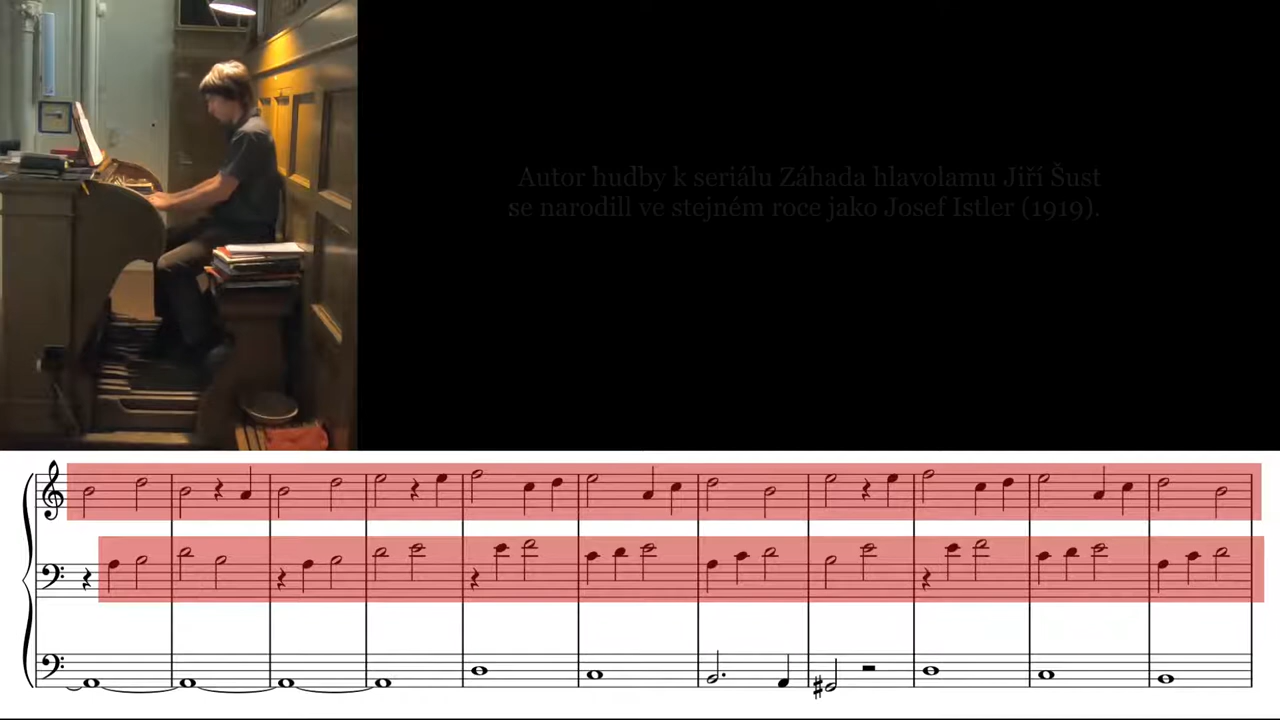 Autor hudby k seriálu Záhada hlavolamu Jiří Šust
se narodill ve stejném roce jako Josef Istler (1919).